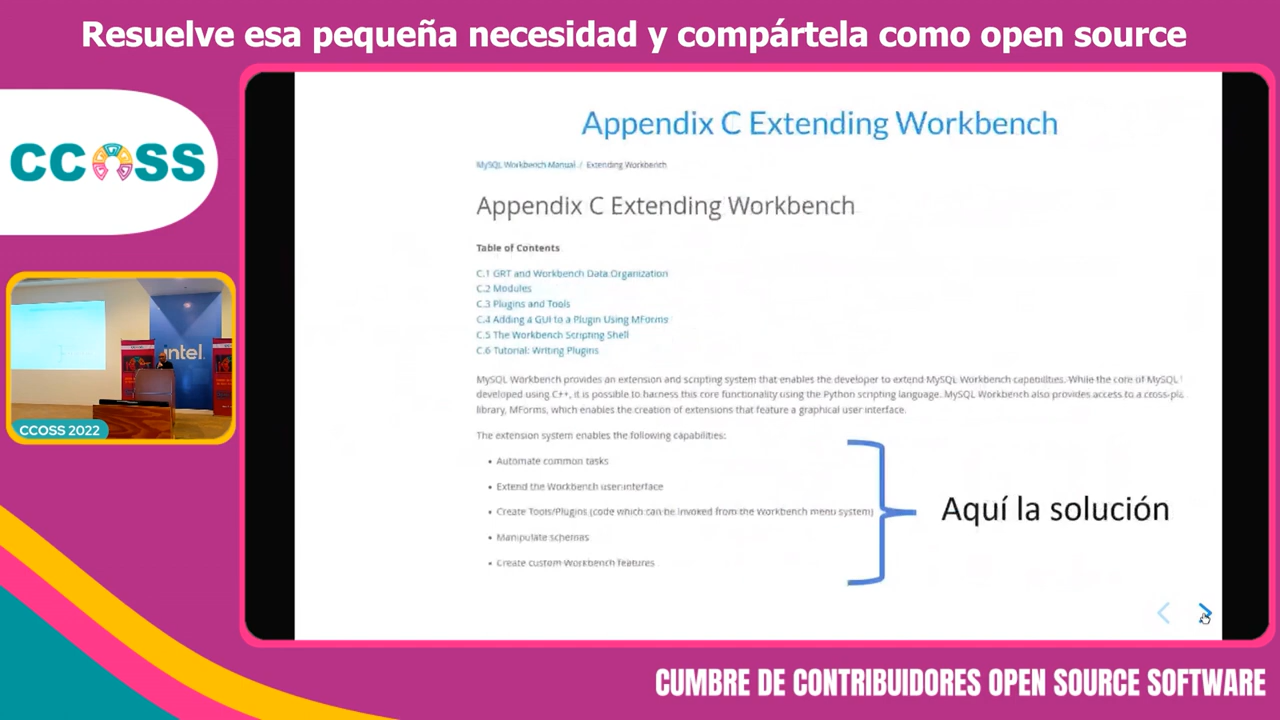 Resuelve esa pequeña necesidad y compártela como open source
CCOSS
Appendix C Extending Workbench
MySQL Workbench Manual / Extending Workbench
Appendix C Extending Workbench
Table of Contents
C.1 GRT and Workbench Data Organization
C.2 Modules
C.3 Plugins and Tools
C.4 Adding a GUI to a Plugin Using MForms
C.5 The Workbench Scripting Shell
C.6 Tutorial: Writing Plugins
MySQL Workbench provides an extension and scripting system that enables the developer to extend MySQL Workbench capabilities. While the core of MySQL
developed using C++, it is possible to harness this core functionality using the Python scripting language. MySQL Workbench also provides access to a cross-pla
library, MForms, which enables the creation of extensions that feature a graphical user interface.
The extension system enables the following capabilities:
• Automate common tasks
• Extend the Workbench user interface
• Create Tools/Plugins (code which can be invoked from the Workbench menu system)
• Manipulate schemas
• Create custom Workbench features
Aquí la solución
intel.
CCOSS 2022
CUMBRE DE CONTRIBUIDORES OPEN SOURCE SOFTWARE